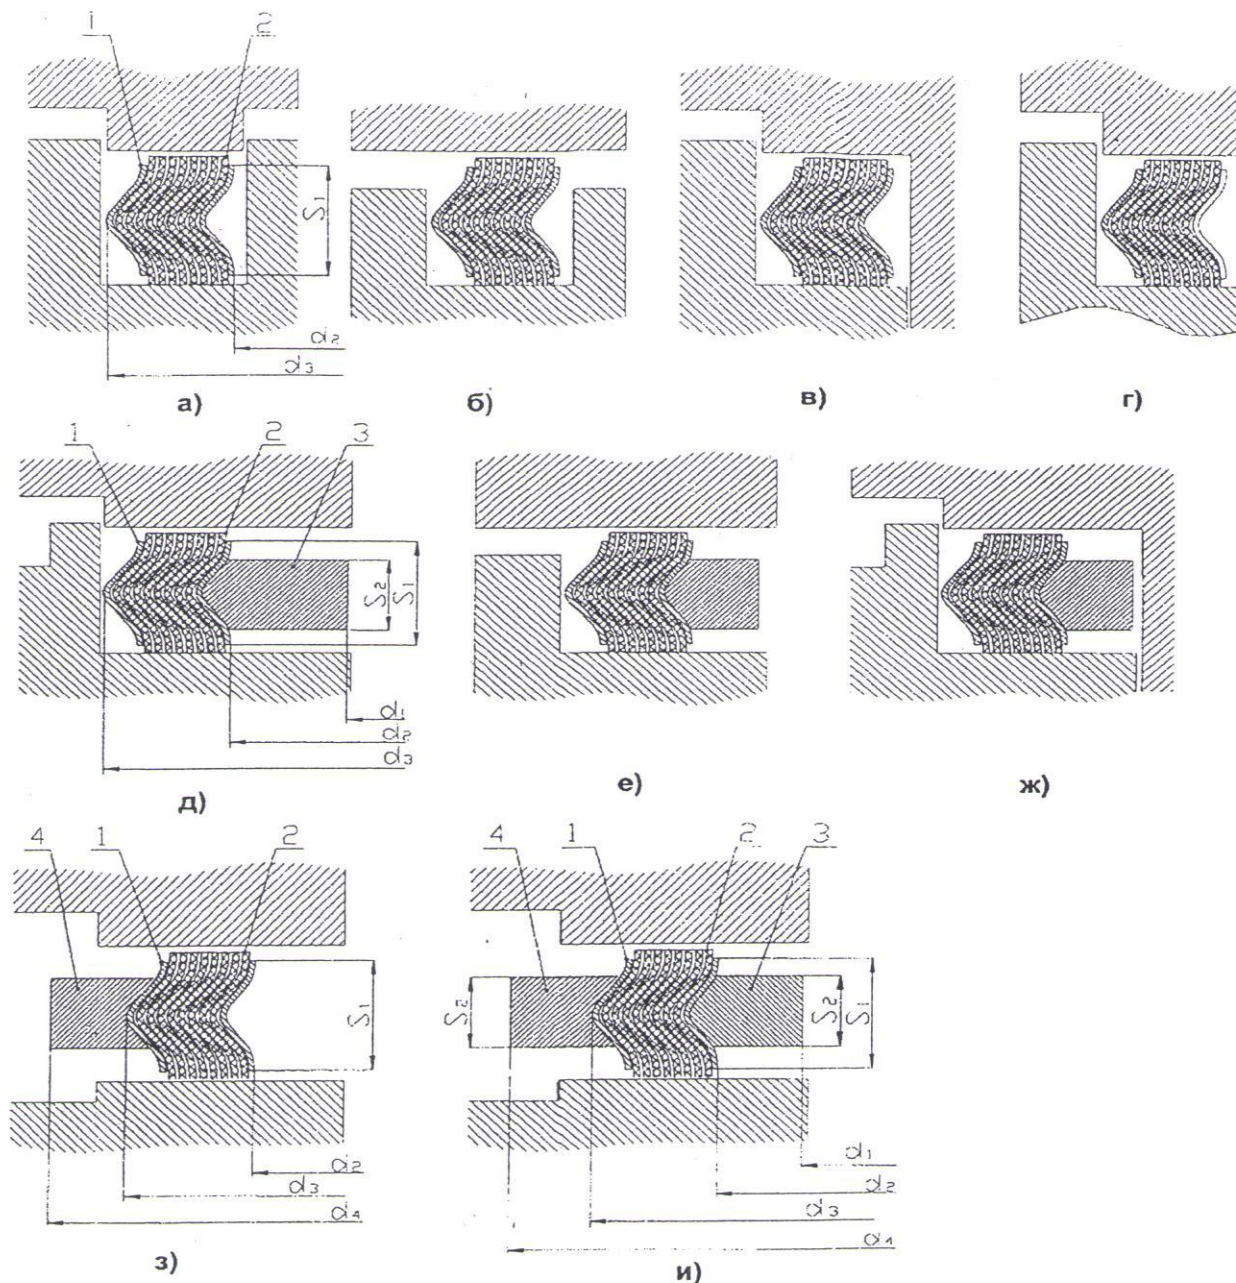 1 2
S₁
d₂
d₃
а) б) в) г)
1 2 3
S₂ S₁
d₁
d₂
d₃
д) е) ж)
4 1 2 4 1 2 3
S₁ S₂ S₂ S₁
d₂ d₁
d₃ d₂
d₄ d₃
d₄
з) и)